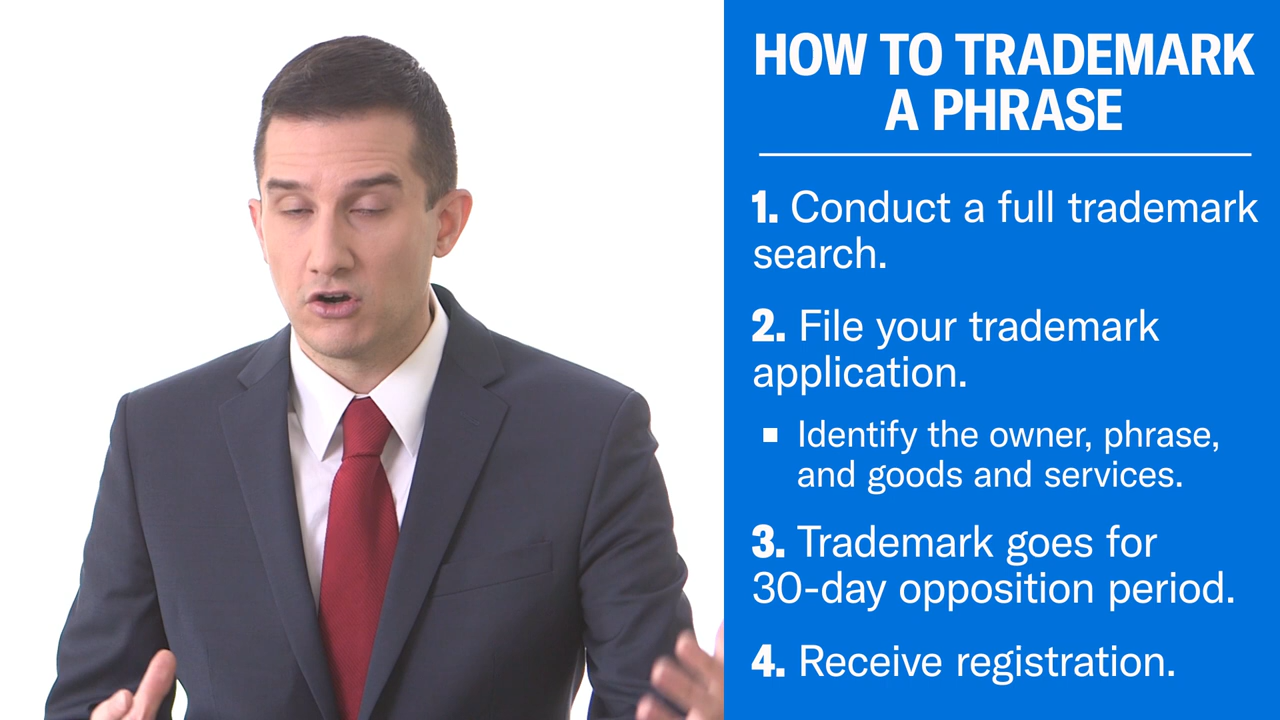 HOW TO TRADEMARK
A PHRASE
1. Conduct a full trademark
search.
2. File your trademark
application.
▪ Identify the owner, phrase,
and goods and services.
3. Trademark goes for
30-day opposition period.
4. Receive registration.